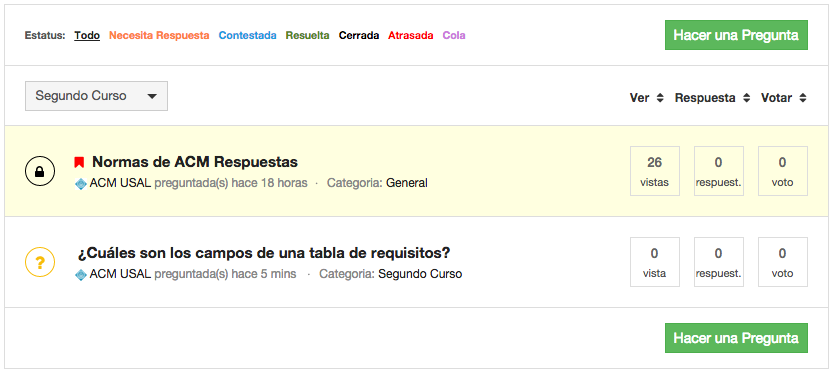 Estatus: Todo Necesita Respuesta Contestada Resuelta Cerrada Atrasada Cola
Hacer una Pregunta
Segundo Curso
Ver Respuesta Votar
Normas de ACM Respuestas
ACM USAL preguntada(s) hace 18 horas · Categoria: General
26 0 0
vistas respuest. voto
?
¿Cuáles son los campos de una tabla de requisitos?
ACM USAL preguntada(s) hace 5 mins · Categoria: Segundo Curso
0 0 0
vista respuest. voto
Hacer una Pregunta